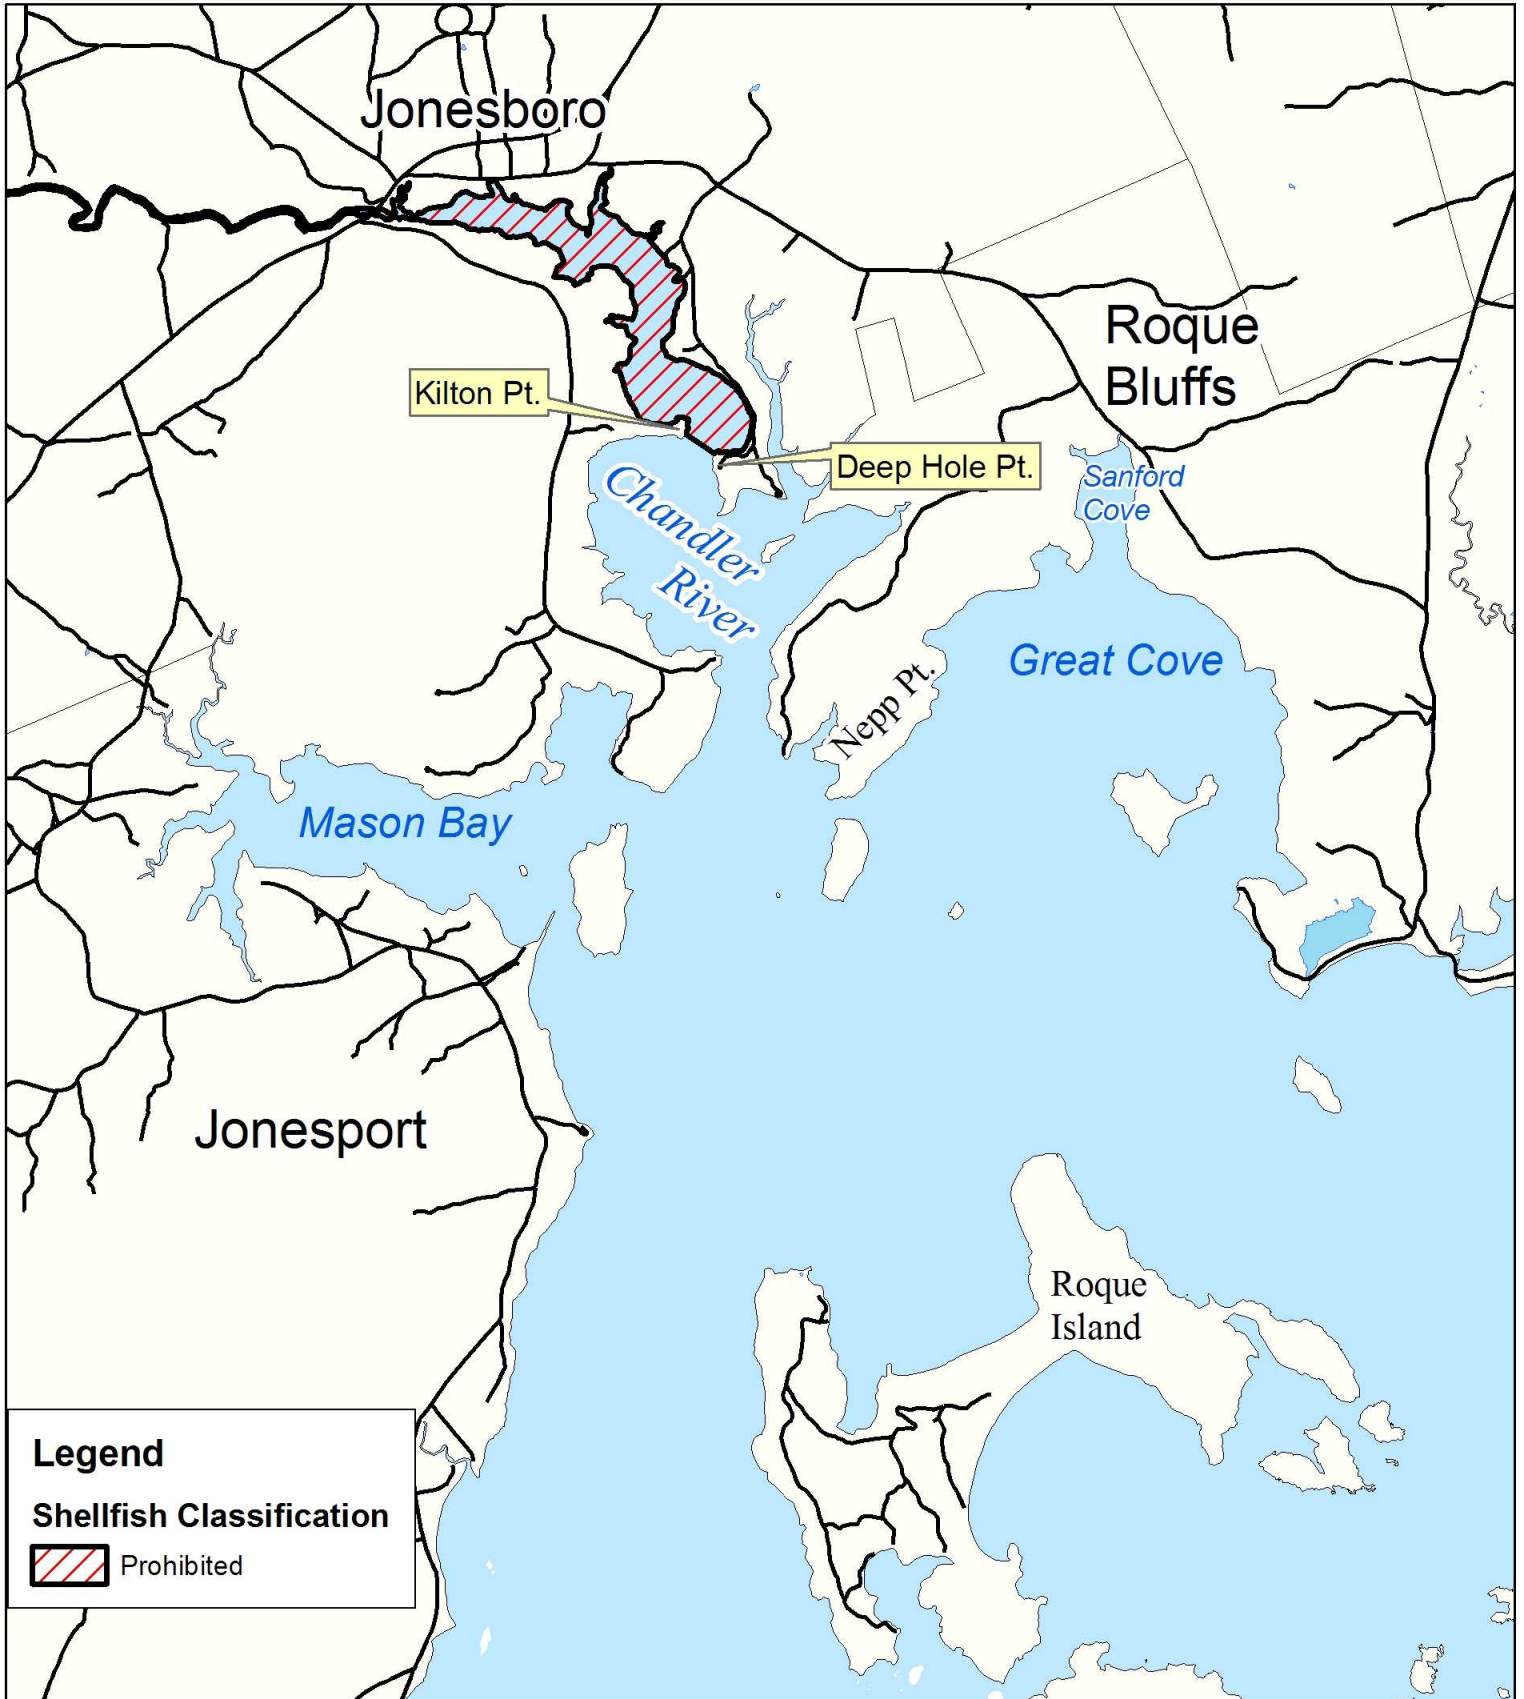 Jonesboro
Roque
Bluffs
Kilton Pt.
Deep Hole Pt.
Sanford
Cove
Chandler
River
Great Cove
Nepp Pt.
Mason Bay
Jonesport
Roque
Island
Legend
Shellfish Classification
Prohibited